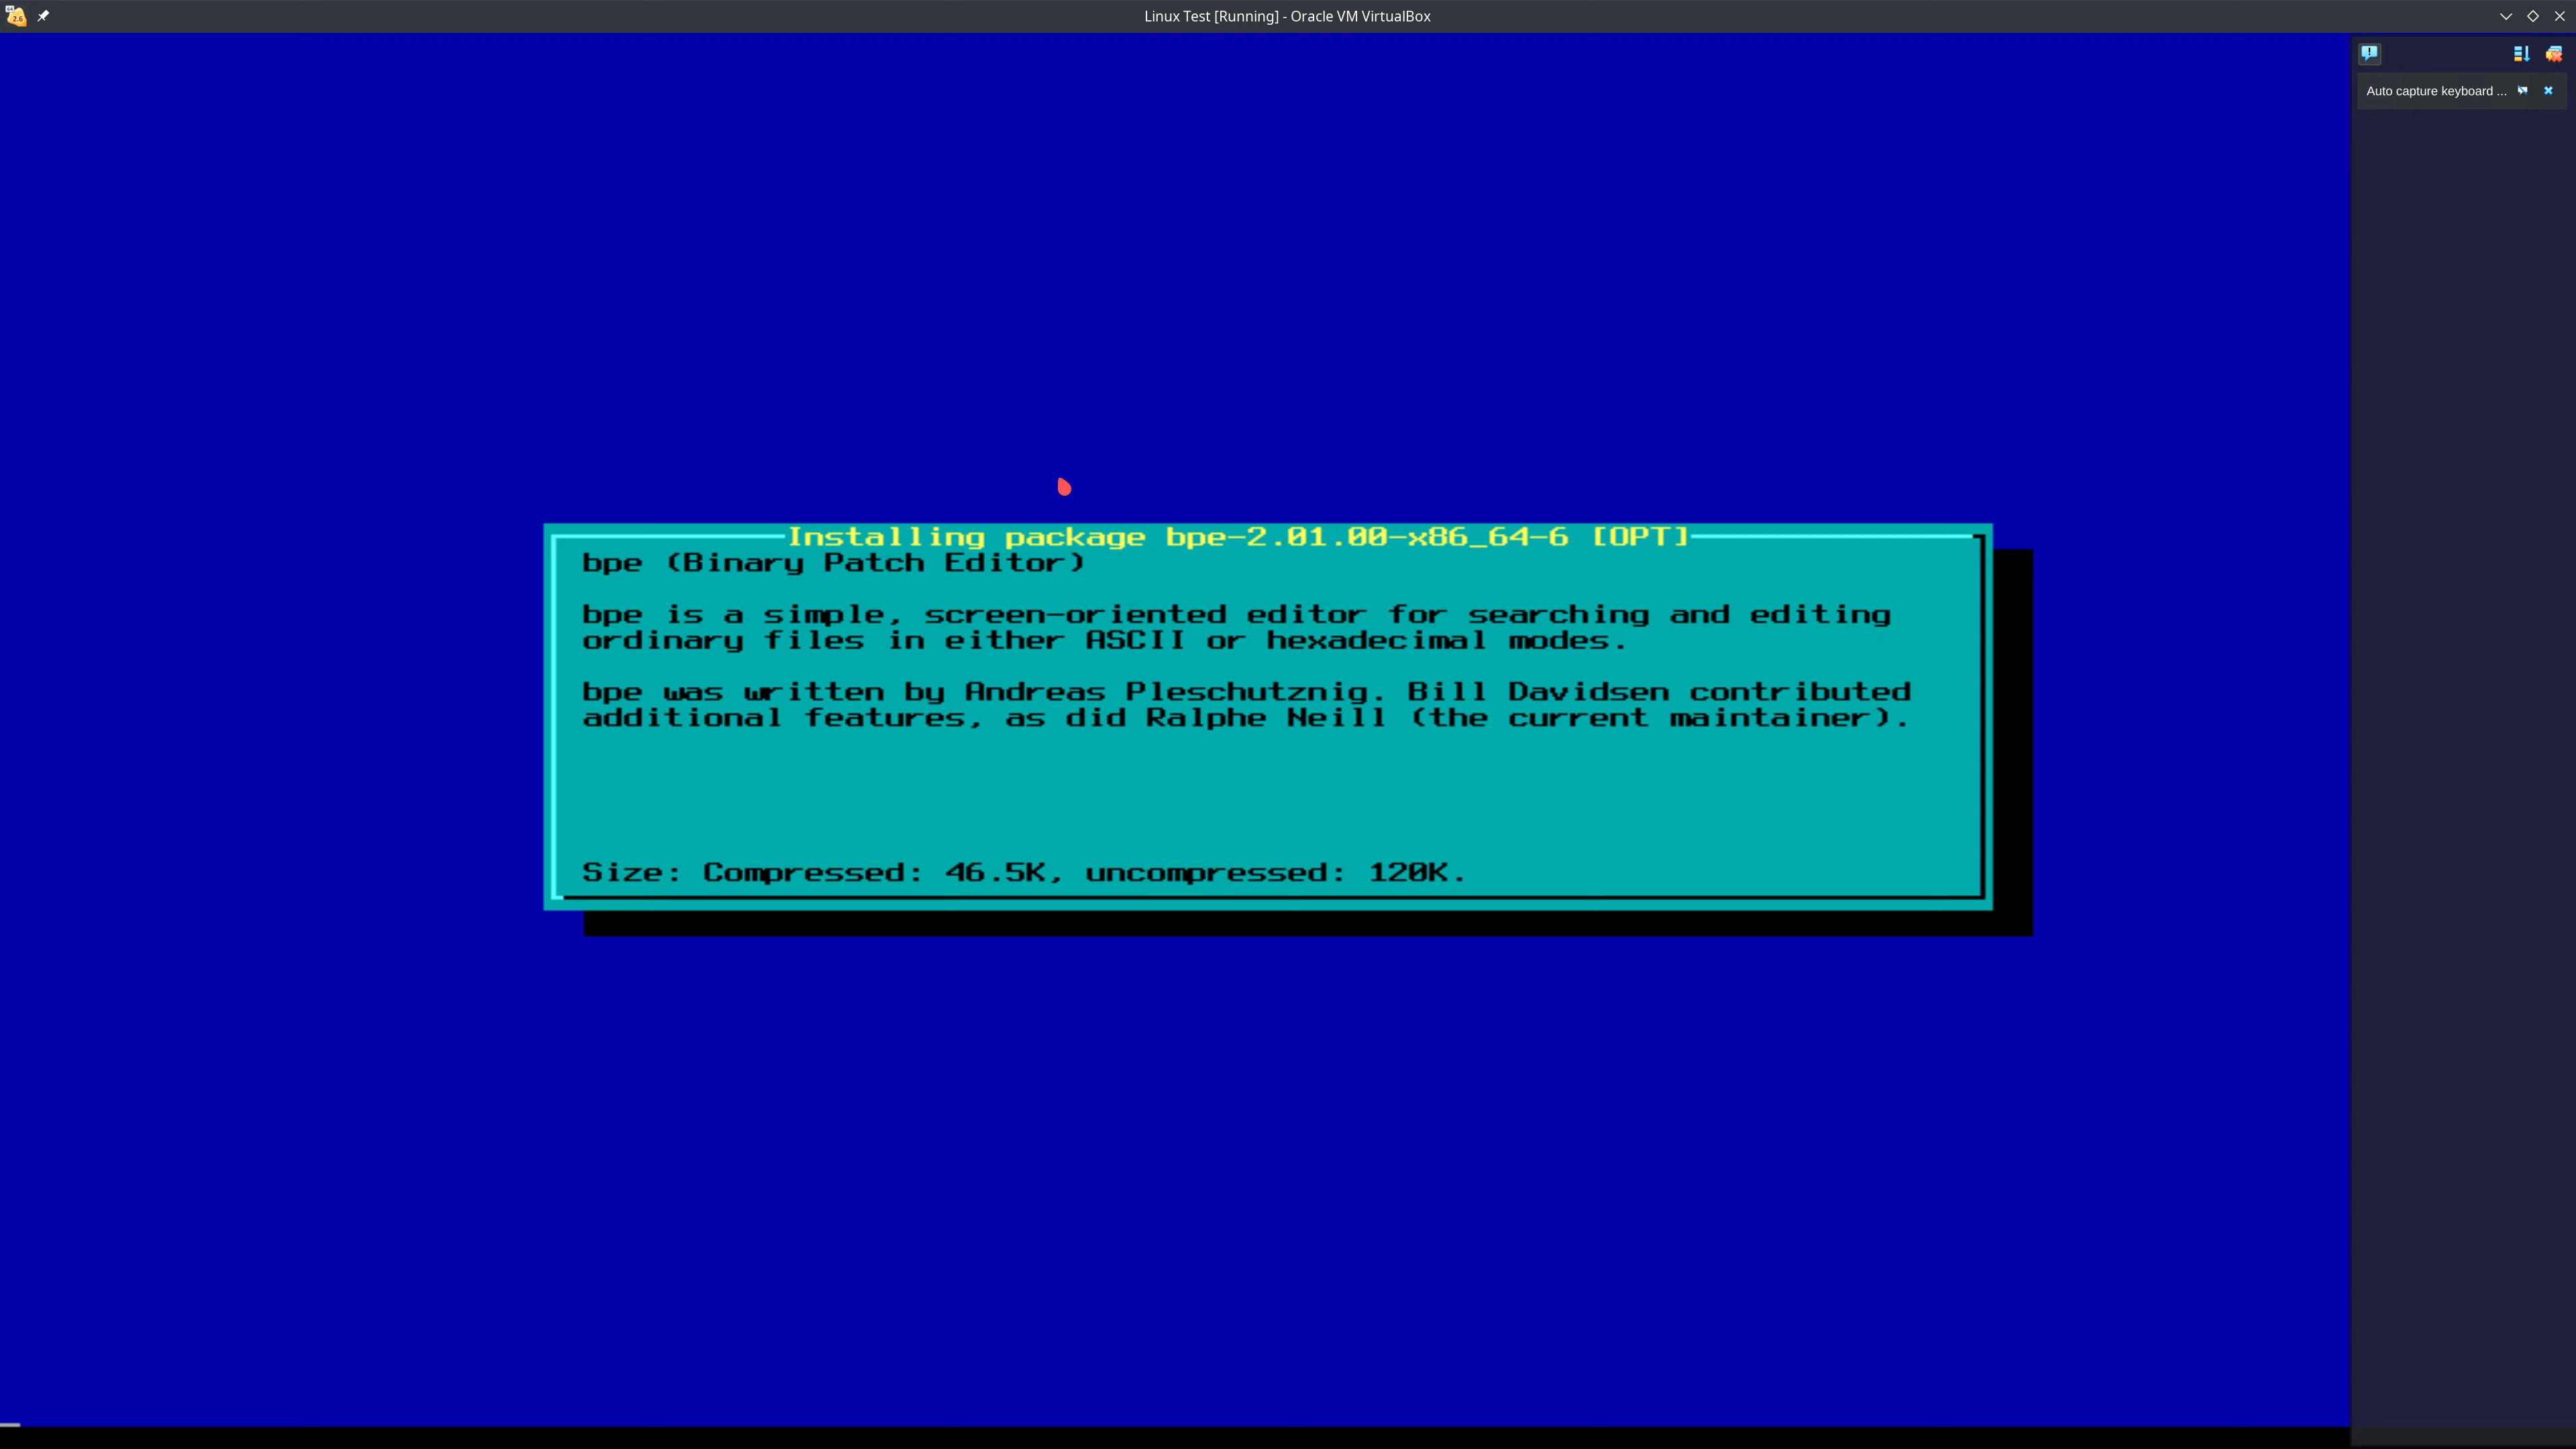 Linux Test [Running] - Oracle VM VirtualBox
Auto capture keyboard ...
Installing package bpe-2.01.00-x86_64-6 [OPT]
bpe (Binary Patch Editor)
bpe is a simple, screen-oriented editor for searching and editing
ordinary files in either ASCII or hexadecimal modes.
bpe was written by Andreas Pleschutznig. Bill Davidsen contributed
additional features, as did Ralphe Neill (the current maintainer).
Size: Compressed: 46.5K, uncompressed: 120K.